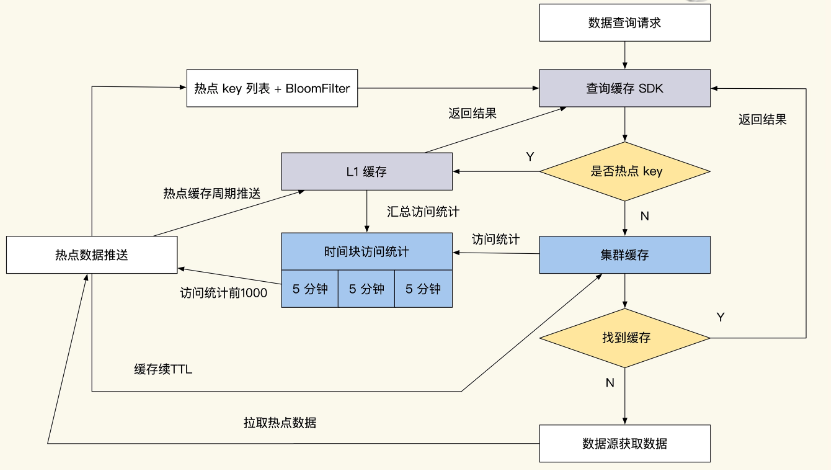 数据查询请求
热点 key 列表 + BloomFilter
查询缓存 SDK
返回结果
返回结果
Y
L1 缓存
是否热点 key
热点缓存周期推送
汇总访问统计
N
热点数据推送
时间块访问统计
访问统计
集群缓存
5 分钟
5 分钟
5 分钟
访问统计前1000
Y
找到缓存
缓存续TTL
N
拉取热点数据
数据源获取数据